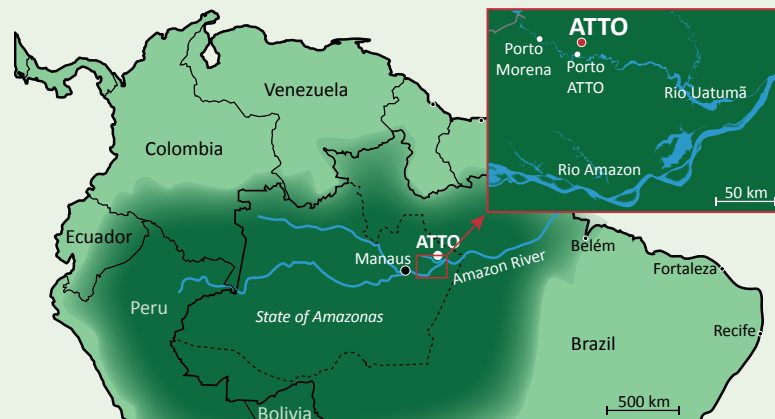 ATTO
Porto
Morena
Porto
ATTO
Rio Uatumã
Rio Amazon
50 km
Venezuela
Colombia
Ecuador
ATTO
Manaus
Amazon River
Belém
Fortaleza
Peru
State of Amazonas
Recife
Brazil
500 km
Bolivia